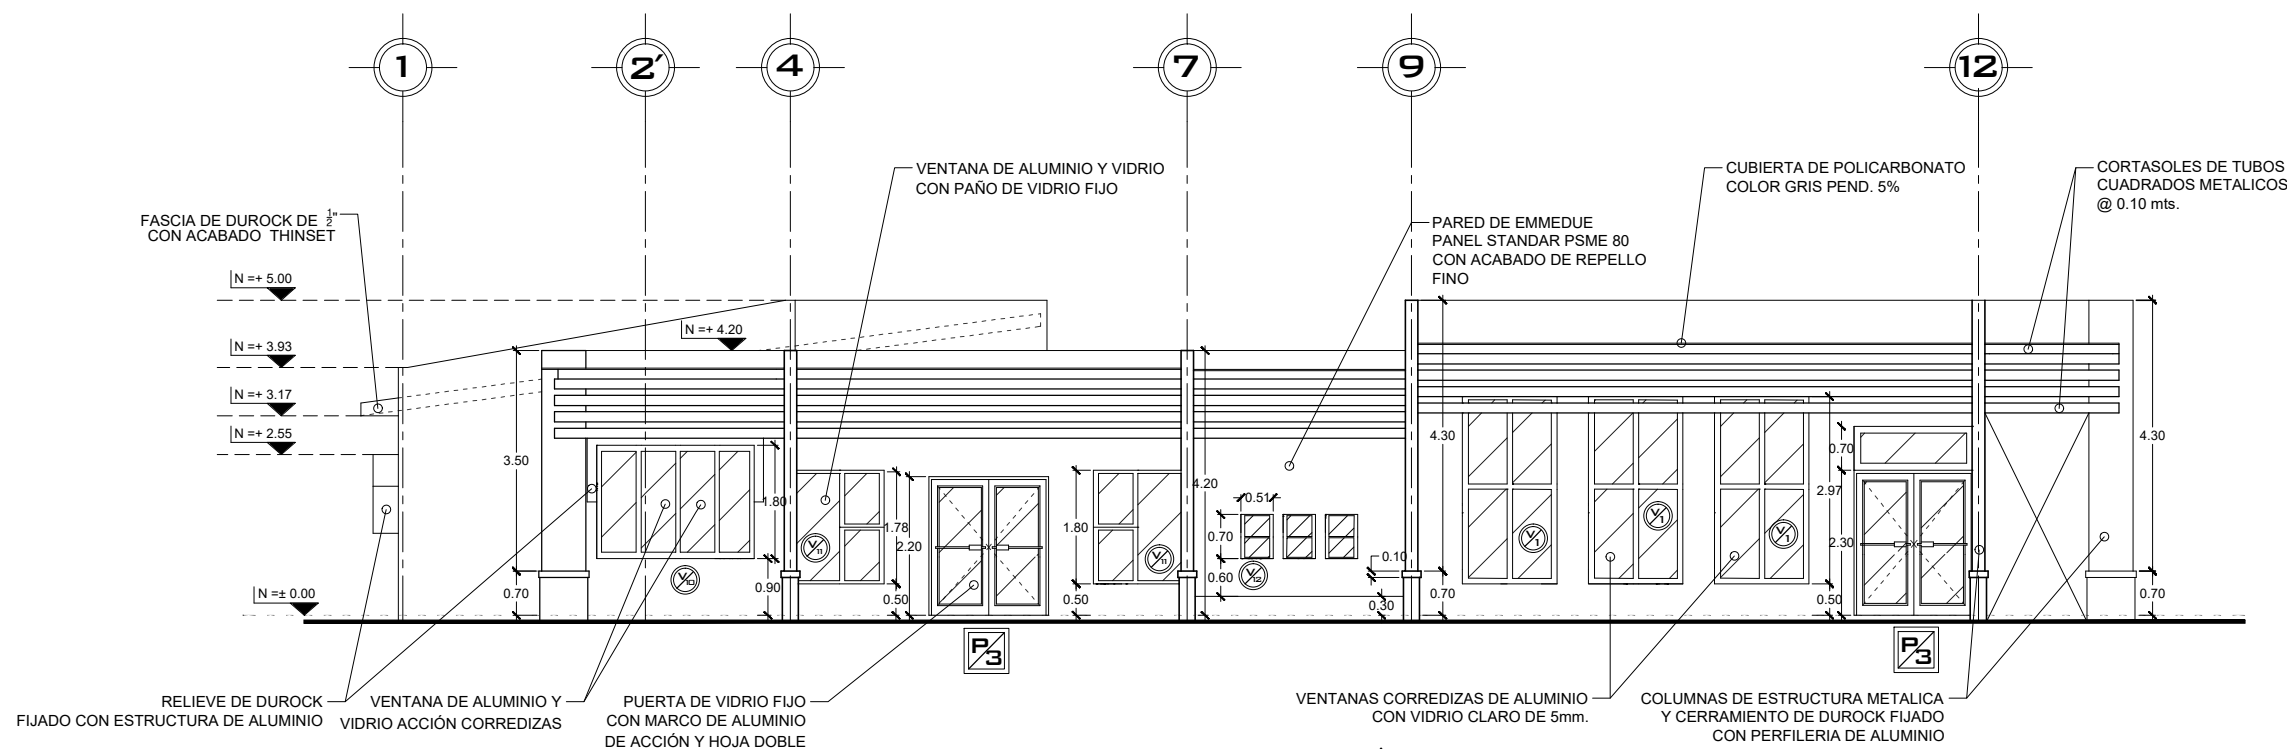 1
2'
4
7
9
12
VENTANA DE ALUMINIO Y VIDRIO
CON PAÑO DE VIDRIO FIJO
CUBIERTA DE POLICARBONATO
COLOR GRIS PEND. 5%
CORTASOLES DE TUBOS
CUADRADOS METALICOS
@ 0.10 mts.
FASCIA DE DUROCK DE 1/2"
CON ACABADO THINSET
PARED DE EMMEDUE
PANEL STANDAR PSME 80
CON ACABADO DE REPELLO
FINO
N =+ 5.00
N =+ 4.20
N =+ 3.93
N =+ 3.17
N =+ 2.55
N =± 0.00
3.50
0.70
1.80
0.90
V/10
V/11
1.78
0.50
2.20
1.80
0.50
V/11
4.20
0.51
0.70
0.60
V/12
0.10
0.30
4.30
0.70
V/1
V/1
V/1
2.97
0.50
0.70
2.30
4.30
0.70
P/3
P/3
RELIEVE DE DUROCK
FIJADO CON ESTRUCTURA DE ALUMINIO
VENTANA DE ALUMINIO Y
VIDRIO ACCIÓN CORREDIZAS
PUERTA DE VIDRIO FIJO
CON MARCO DE ALUMINIO
DE ACCIÓN Y HOJA DOBLE
VENTANAS CORREDIZAS DE ALUMINIO
CON VIDRIO CLARO DE 5mm.
COLUMNAS DE ESTRUCTURA METALICA
Y CERRAMIENTO DE DUROCK FIJADO
CON PERFILERIA DE ALUMINIO